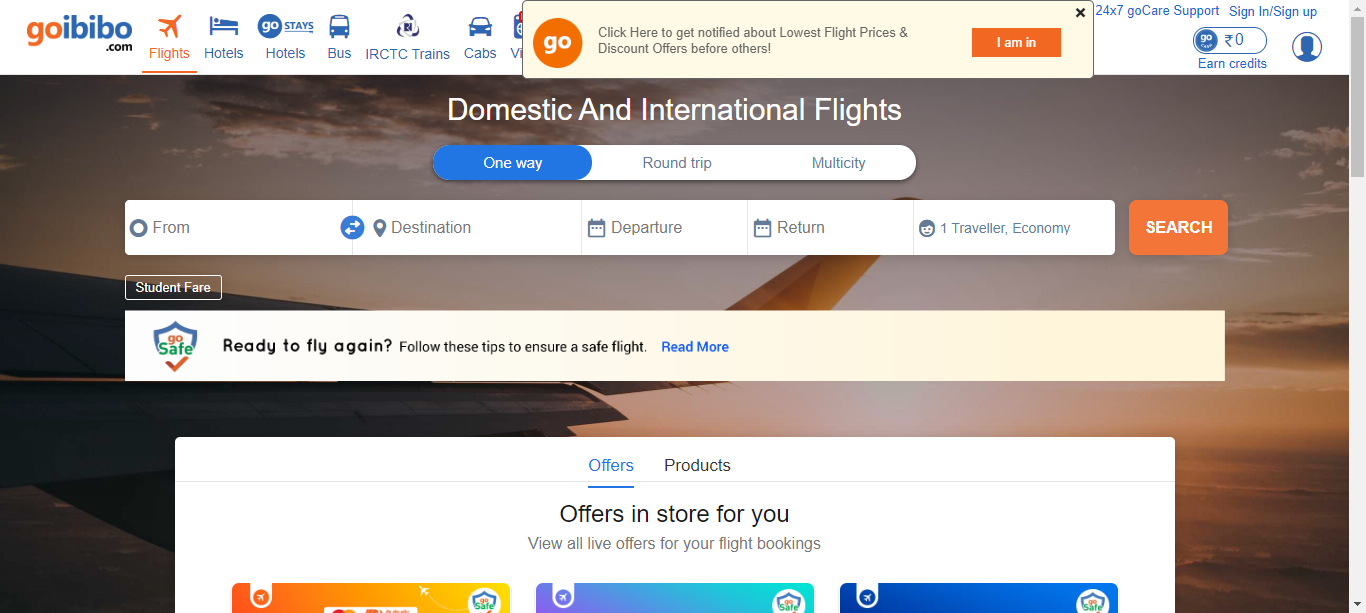 goibibo
.com
Flights
Hotels
go STAYS
Hotels
Bus
IRCTC Trains
Cabs
go
Click Here to get notified about Lowest Flight Prices &
Discount Offers before others!
I am in
24x7 goCare Support
Sign In/Sign up
go
₹0
Earn credits
Domestic And International Flights
One way
Round trip
Multicity
From
Destination
Departure
Return
1 Traveller, Economy
SEARCH
Student Fare
go
Safe
Ready to fly again? Follow these tips to ensure a safe flight. Read More
Offers
Products
Offers in store for you
View all live offers for your flight bookings
go
Safe
go
Safe
go
Safe